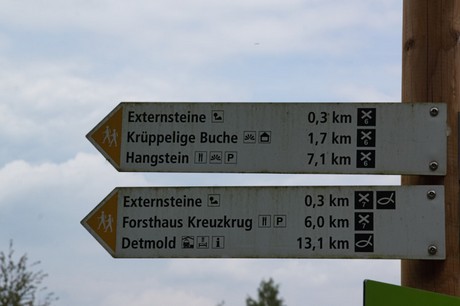 Externsteine 0,3 km
Krüppelige Buche 1,7 km
Hangstein P 7,1 km
Externsteine 0,3 km
Forsthaus Kreuzkrug P 6,0 km
Detmold i 13,1 km